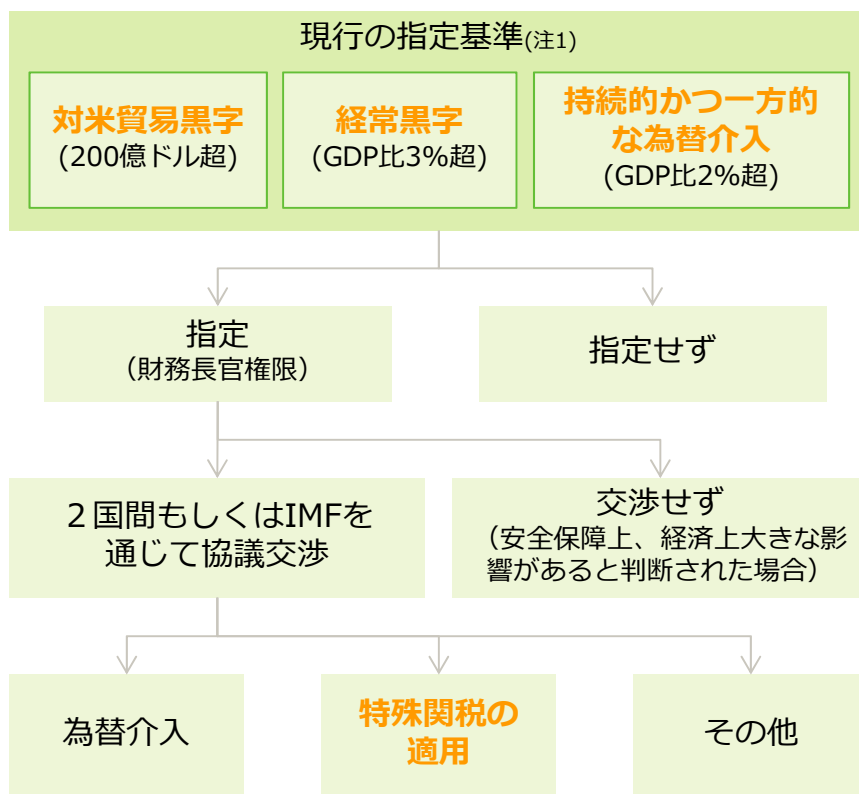 現行の指定基準(注1)
対米貿易黒字
(200億ドル超)
経常黒字
(GDP比3%超)
持続的かつ一方的
な為替介入
(GDP比2%超)
指定
（財務長官権限）
指定せず
２国間もしくはIMFを
通じて協議交渉
交渉せず
（安全保障上、経済上大きな影
響があると判断された場合）
為替介入
特殊関税の
適用
その他